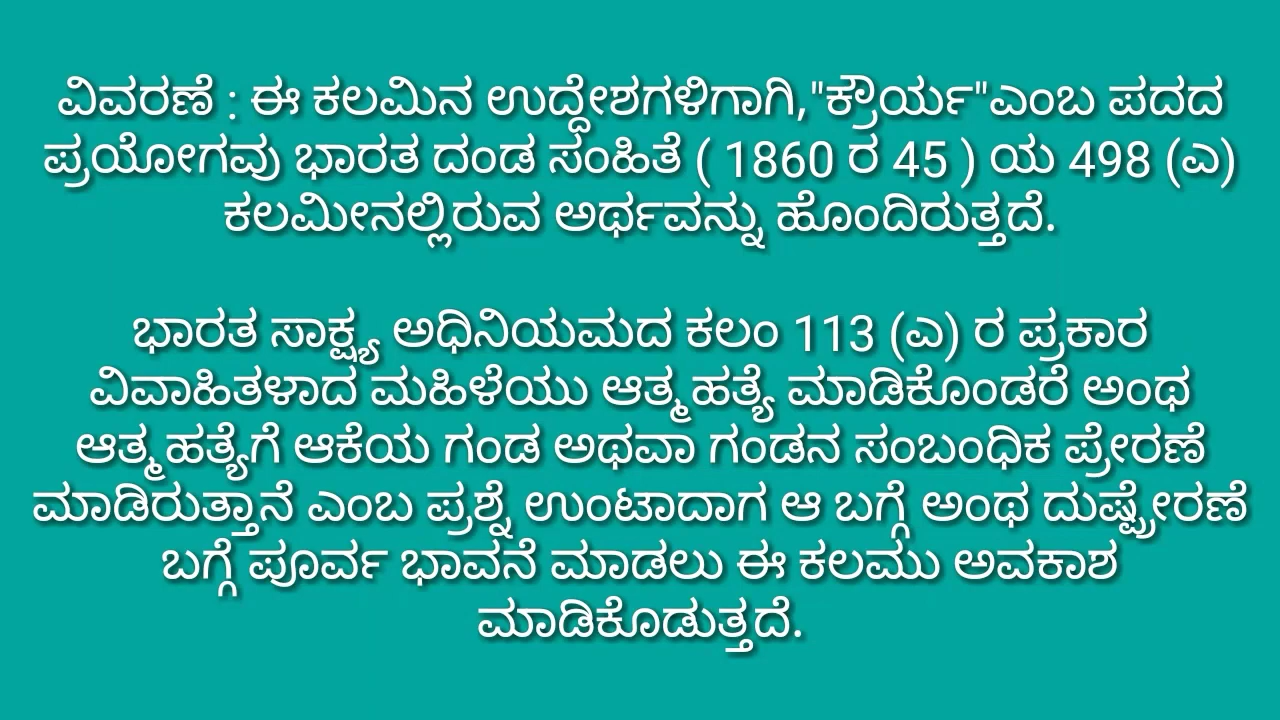 ವಿವರಣೆ : ಈ ಕಲಮಿನ ಉದ್ದೇಶಗಳಿಗಾಗಿ,"ಕ್ರೌರ್ಯ"ಎಂಬ ಪದದ
ಪ್ರಯೋಗವು ಭಾರತ ದಂಡ ಸಂಹಿತೆ ( 1860 ರ 45 ) ಯ 498 (ಎ)
ಕಲಮೀನಲ್ಲಿರುವ ಅರ್ಥವನ್ನು ಹೊಂದಿರುತ್ತದೆ.
ಭಾರತ ಸಾಕ್ಷ್ಯ ಅಧಿನಿಯಮದ ಕಲಂ 113 (ಎ) ರ ಪ್ರಕಾರ
ವಿವಾಹಿತಳಾದ ಮಹಿಳೆಯು ಆತ್ಮಹತ್ಯೆ ಮಾಡಿಕೊಂಡರೆ ಅಂಥ
ಆತ್ಮಹತ್ಯೆಗೆ ಆಕೆಯ ಗಂಡ ಅಥವಾ ಗಂಡನ ಸಂಬಂಧಿಕ ಪ್ರೇರಣೆ
ಮಾಡಿರುತ್ತಾನೆ ಎಂಬ ಪ್ರಶ್ನೆ ಉಂಟಾದಾಗ ಆ ಬಗ್ಗೆ ಅಂಥ ದುಷ್ಪ್ರೇರಣೆ
ಬಗ್ಗೆ ಪೂರ್ವ ಭಾವನೆ ಮಾಡಲು ಈ ಕಲಮು ಅವಕಾಶ
ಮಾಡಿಕೊಡುತ್ತದೆ.